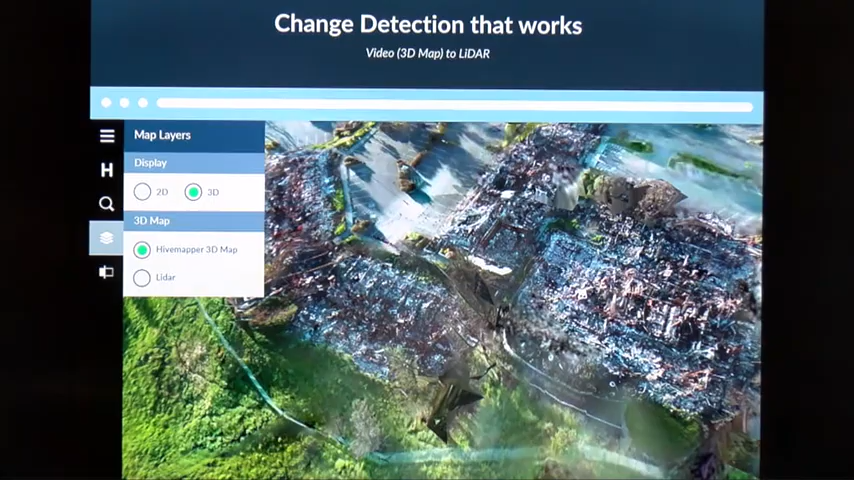 Change Detection that works
Video (3D Map) to LiDAR
Map Layers
H
Display
2D 3D
3D Map
Hivemapper 3D Map
Lidar